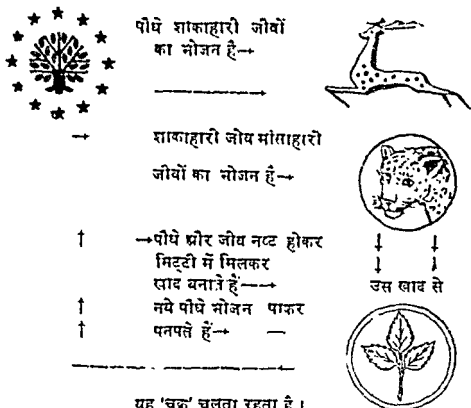 पौधे शाकाहारी जीवों
का भोजन है→
→ शाकाहारी जीव मांसाहारी
जीवों का भोजन हैं→
→पौधे और जीव नष्ट होकर
मिट्टी में मिलकर
खाद बनाते हैं→
उस खाद से
नये पौधे भोजन पाकर
पनपते हैं→
यह 'चक्र' चलता रहता है।